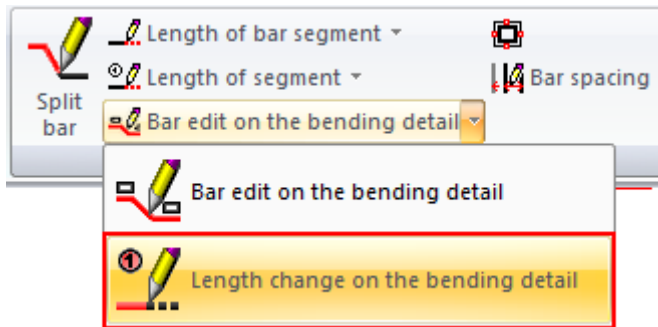 Length of bar segment
Length of segment
Bar spacing
Split
bar
Bar edit on the bending detail
Bar edit on the bending detail
1
Length change on the bending detail